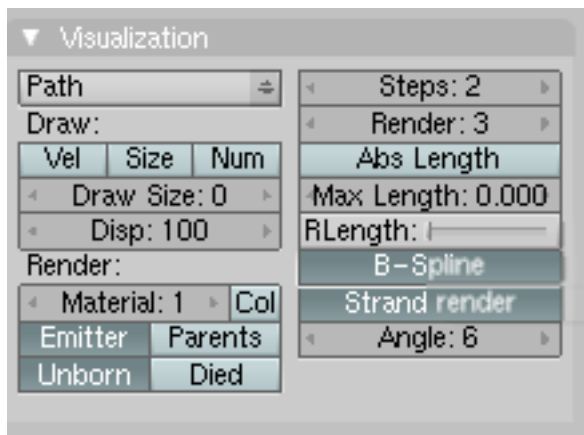 Visualization
Path
Draw:
Vel Size Num
Draw Size: 0
Disp: 100
Render:
Material: 1 Col
Emitter Parents
Unborn Died
Steps: 2
Render: 3
Abs Length
Max Length: 0.000
RLength:
B-Spline
Strand render
Angle: 6